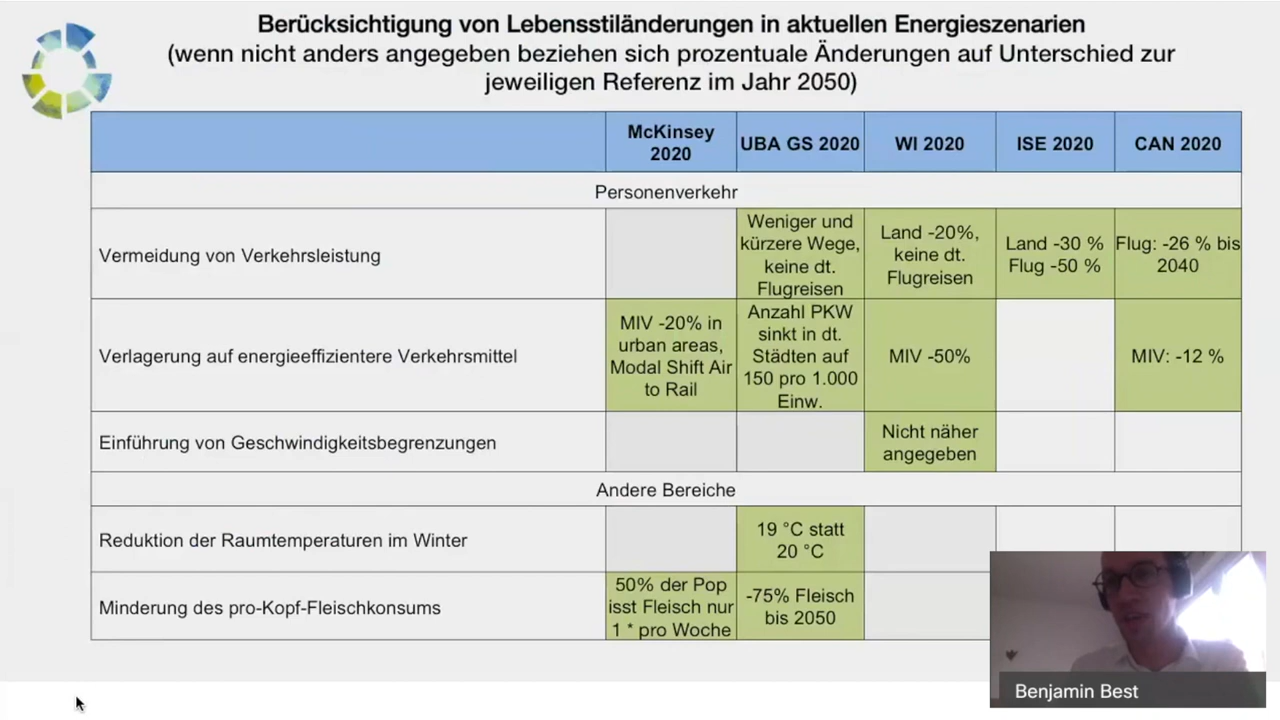 Berücksichtigung von Lebensstiländerungen in aktuellen Energieszenarien
(wenn nicht anders angegeben beziehen sich prozentuale Änderungen auf Unterschied zur
jeweiligen Referenz im Jahr 2050)
McKinsey
2020
UBA GS 2020
WI 2020
ISE 2020
CAN 2020
Personenverkehr
Vermeidung von Verkehrsleistung
Weniger und
kürzere Wege,
keine dt.
Flugreisen
Land -20%,
keine dt.
Flugreisen
Land -30 %
Flug -50 %
Flug: -26 % bis
2040
Verlagerung auf energieeffizientere Verkehrsmittel
MIV -20% in
urban areas,
Modal Shift Air
to Rail
Anzahl PKW
sinkt in dt.
Städten auf
150 pro 1.000
Einw.
MIV -50%
MIV: -12 %
Einführung von Geschwindigkeitsbegrenzungen
Nicht näher
angegeben
Andere Bereiche
Reduktion der Raumtemperaturen im Winter
19 °C statt
20 °C
Minderung des pro-Kopf-Fleischkonsums
50% der Pop
isst Fleisch nur
1 * pro Woche
-75% Fleisch
bis 2050
Benjamin Best